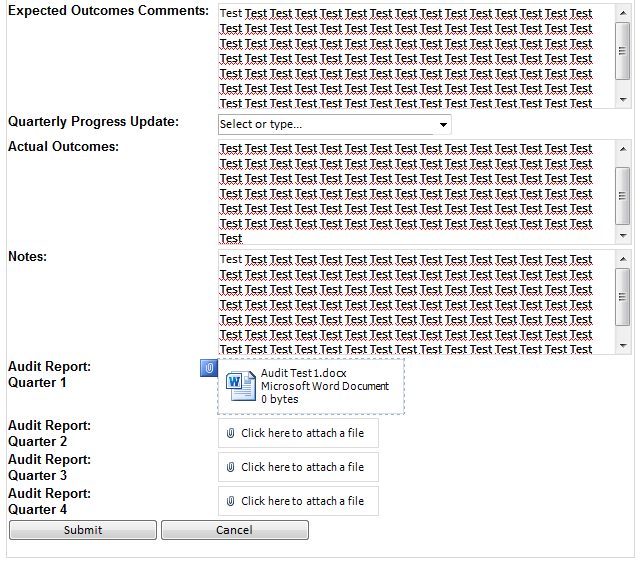 Expected Outcomes Comments:
Test Test Test Test Test Test Test Test Test Test Test Test Test Test Test
Test Test Test Test Test Test Test Test Test Test Test Test Test Test Test
Test Test Test Test Test Test Test Test Test Test Test Test Test Test Test
Test Test Test Test Test Test Test Test Test Test Test Test Test Test Test
Test Test Test Test Test Test Test Test Test Test Test Test Test Test Test
Test Test Test Test Test Test Test Test Test Test Test Test Test Test Test
Test Test Test Test Test Test Test Test Test Test Test Test Test Test Test
Quarterly Progress Update:
Select or type...
Actual Outcomes:
Test Test Test Test Test Test Test Test Test Test Test Test Test Test Test
Test Test Test Test Test Test Test Test Test Test Test Test Test Test Test
Test Test Test Test Test Test Test Test Test Test Test Test Test Test Test
Test Test Test Test Test Test Test Test Test Test Test Test Test Test Test
Test Test Test Test Test Test Test Test Test Test Test Test Test Test Test
Test Test Test Test Test Test Test Test Test Test Test Test Test Test Test
Test
Notes:
Test Test Test Test Test Test Test Test Test Test Test Test Test Test Test
Test Test Test Test Test Test Test Test Test Test Test Test Test Test Test
Test Test Test Test Test Test Test Test Test Test Test Test Test Test Test
Test Test Test Test Test Test Test Test Test Test Test Test Test Test Test
Test Test Test Test Test Test Test Test Test Test Test Test Test Test Test
Test Test Test Test Test Test Test Test Test Test Test Test Test Test Test
Test Test Test Test Test Test Test Test Test Test Test Test Test Test Test
Audit Report:
Quarter 1
Audit Test1.docx
Microsoft Word Document
0 bytes
Audit Report:
Quarter 2
Click here to attach a file
Audit Report:
Quarter 3
Click here to attach a file
Audit Report:
Quarter 4
Click here to attach a file
Submit
Cancel